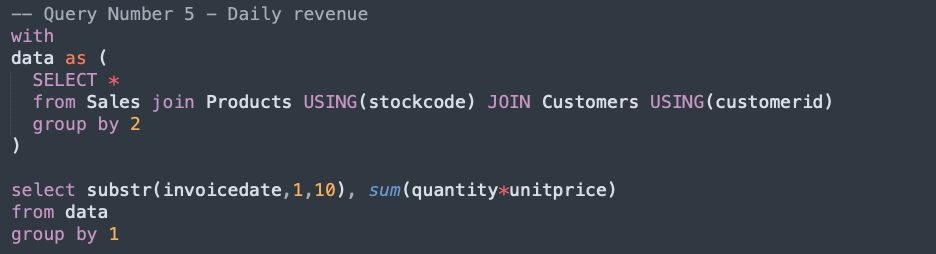 -- Query Number 5 - Daily revenue
with
data as (
SELECT *
from Sales join Products USING(stockcode) JOIN Customers USING(customerid)
group by 2
)
select substr(invoicedate,1,10), sum(quantity*unitprice)
from data
group by 1